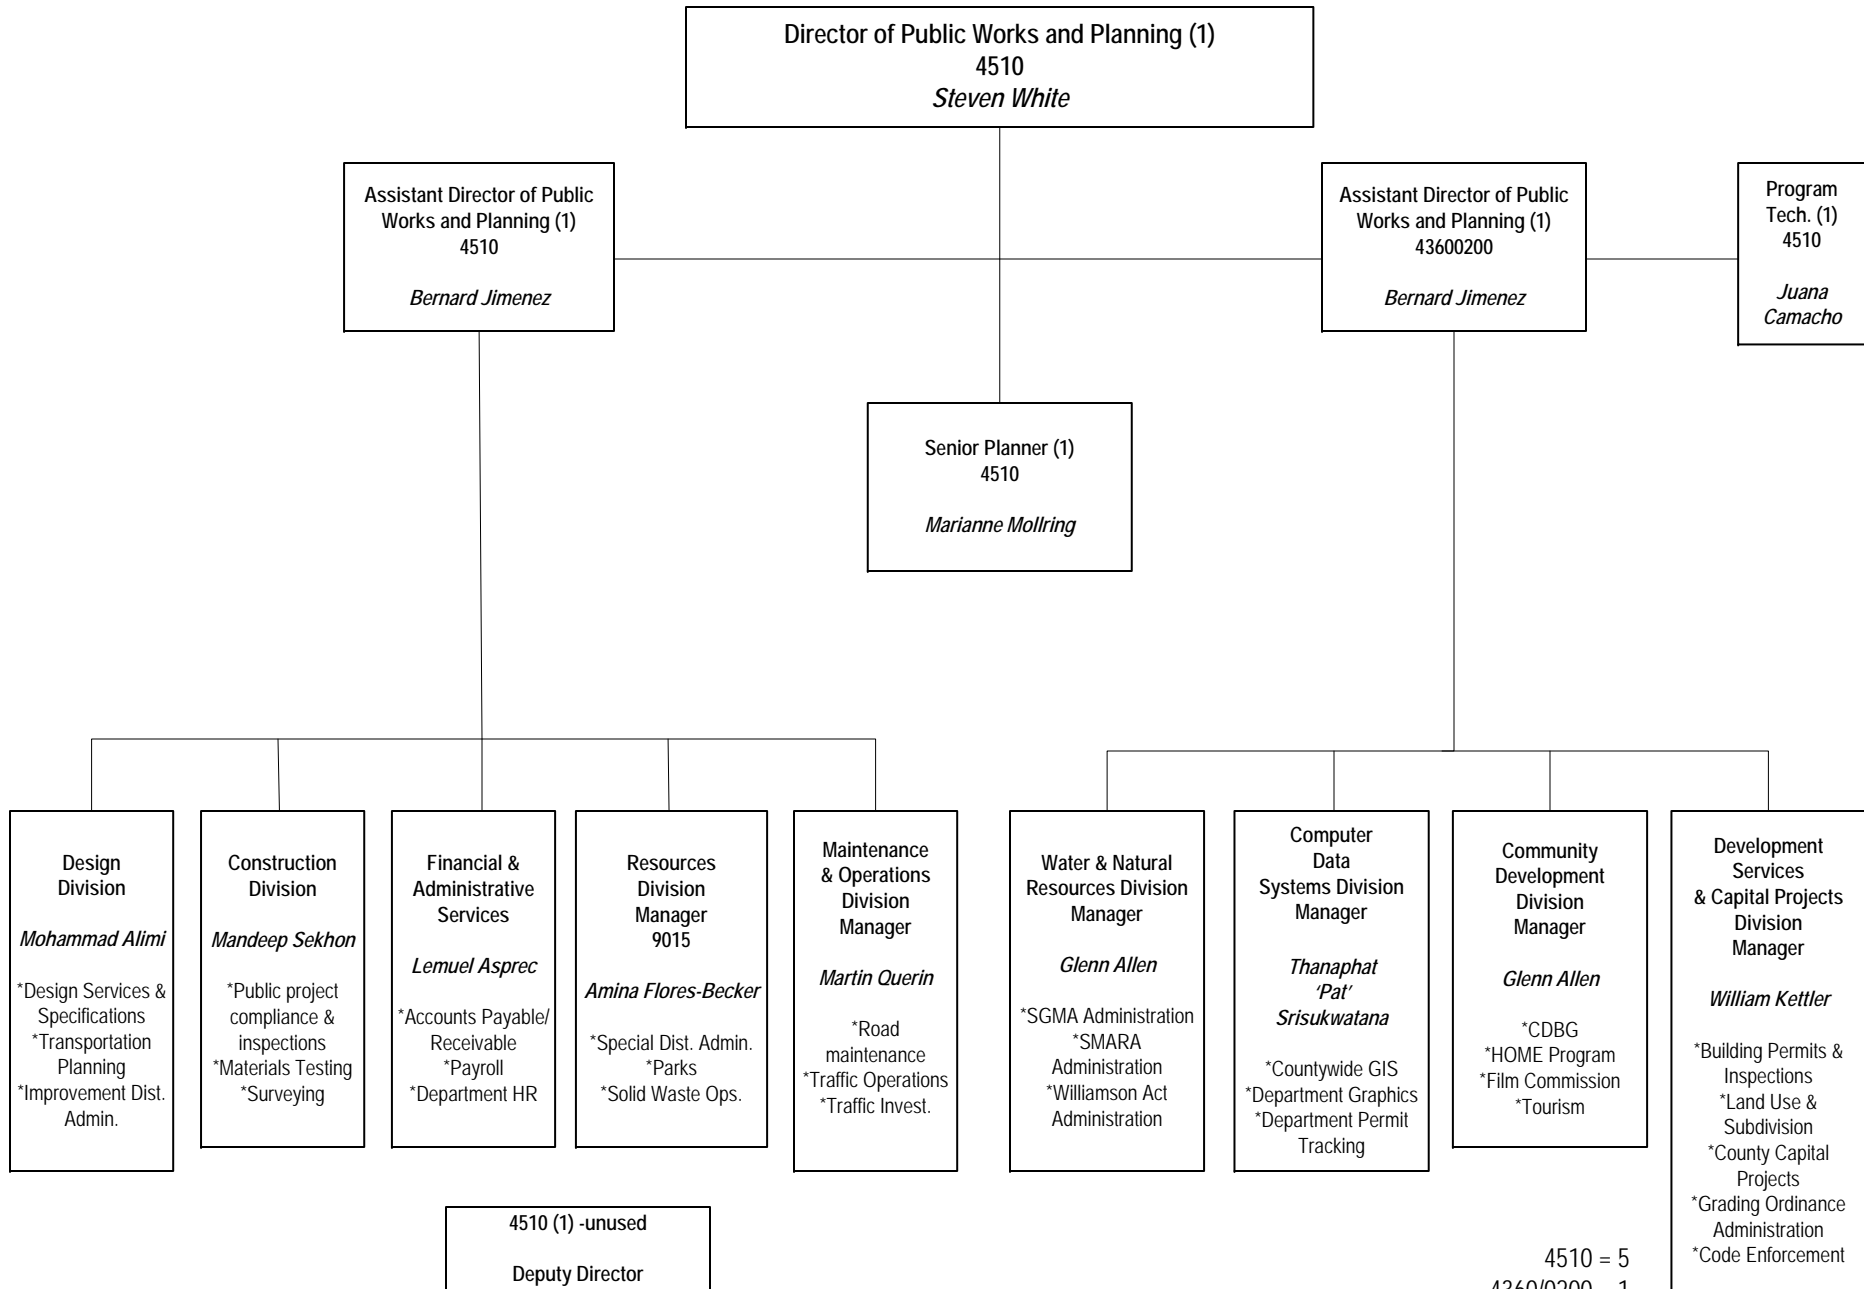 Director of Public Works and Planning (1)
4510
Steven White
Assistant Director of Public
Works and Planning (1)
4510
Bernard Jimenez
Assistant Director of Public
Works and Planning (1)
43600200
Bernard Jimenez
Program
Tech. (1)
4510
Juana
Camacho
Senior Planner (1)
4510
Marianne Mollring
Design
Division
Mohammad Alimi
*Design Services &
Specifications
*Transportation
Planning
*Improvement Dist.
Admin.
Construction
Division
Mandeep Sekhon
*Public project
compliance &
inspections
*Materials Testing
*Surveying
Financial &
Administrative
Services
Lemuel Asprec
*Accounts Payable/
Receivable
*Payroll
*Department HR
Resources
Division
Manager
9015
Amina Flores-Becker
*Special Dist. Admin.
*Parks
*Solid Waste Ops.
Maintenance
& Operations
Division
Manager
Martin Querin
*Road
maintenance
*Traffic Operations
*Traffic Invest.
Water & Natural
Resources Division
Manager
Glenn Allen
*SGMA Administration
*SMARA
Administration
*Williamson Act
Administration
Computer
Data
Systems Division
Manager
Thanaphat
‘Pat’
Srisukwatana
*Countywide GIS
*Department Graphics
*Department Permit
Tracking
Community
Development
Division
Manager
Glenn Allen
*CDBG
*HOME Program
*Film Commission
*Tourism
Development
Services
& Capital Projects
Division
Manager
William Kettler
*Building Permits &
Inspections
*Land Use &
Subdivision
*County Capital
Projects
*Grading Ordinance
Administration
*Code Enforcement
4510 (1) -unused
Deputy Director
4510 = 5
4360/0200 = 1